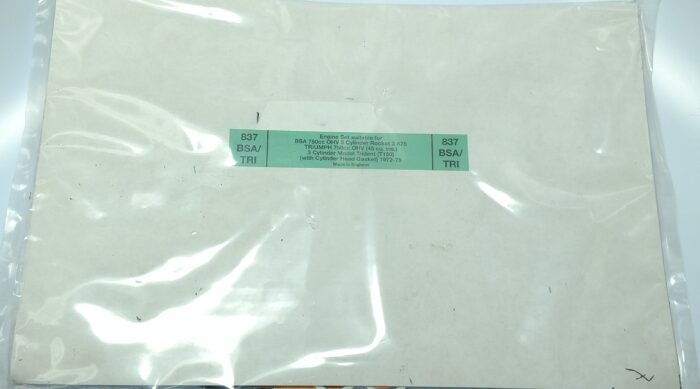 837
BSA/
TRI
Engine Set suitable for
BSA 750cc OHV 3 Cylinder Rocket 3 A75
TRIUMPH 750cc OHV (45 cu. ins.)
3 Cylinder Model Trident (T150)
(with Cylinder Head Gasket) 1972-75
Made in England
837
BSA/
TRI